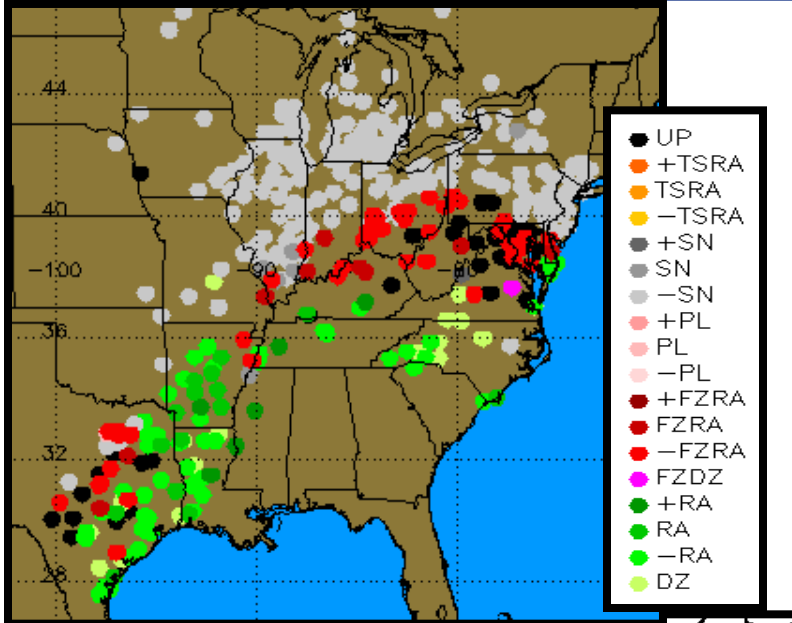 44
40
-100
-90
-80
36
32
28
UP
+TSRA
TSRA
-TSRA
+SN
SN
-SN
+PL
PL
-PL
+FZRA
FZRA
-FZRA
FZDZ
+RA
RA
-RA
DZ